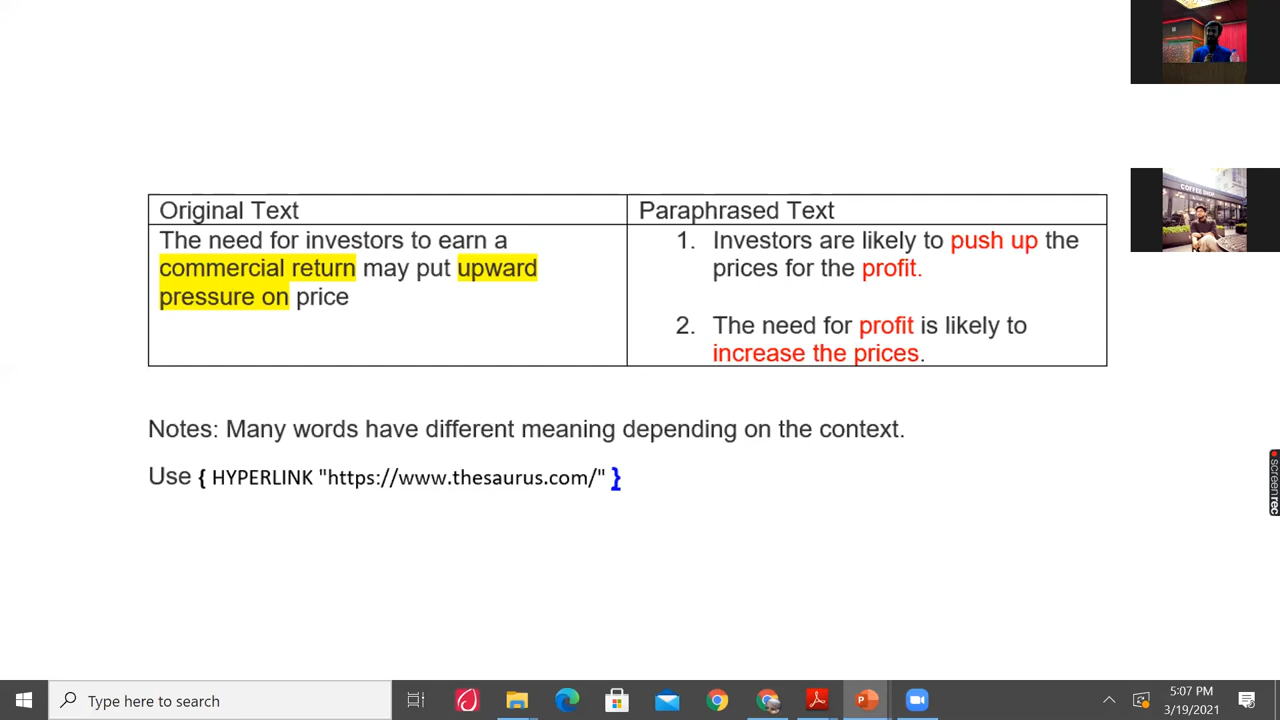 COFFEE SHOP
Original Text
Paraphrased Text
The need for investors to earn a
commercial return may put upward
pressure on price
1. Investors are likely to push up the
prices for the profit.
2. The need for profit is likely to
increase the prices.
Notes: Many words have different meaning depending on the context.
Use { HYPERLINK "https://www.thesaurus.com/" }
screenrec
Type here to search
5:07 PM
3/19/2021